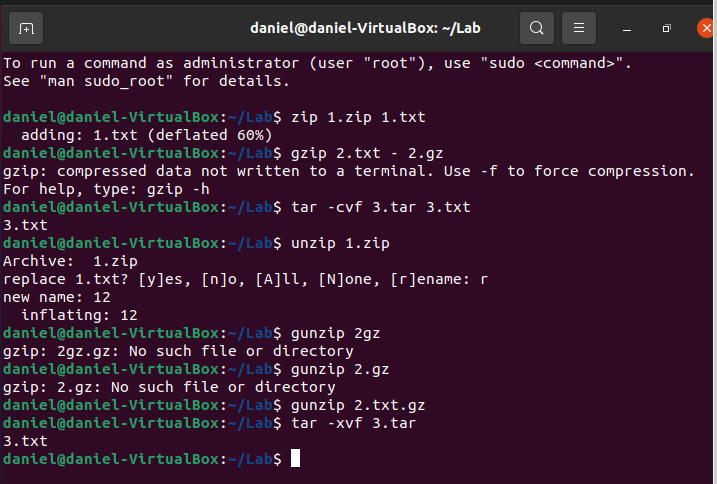 daniel@daniel-VirtualBox: ~/Lab
To run a command as administrator (user "root"), use "sudo <command>".
See "man sudo_root" for details.
daniel@daniel-VirtualBox:~/Lab$ zip 1.zip 1.txt
  adding: 1.txt (deflated 60%)
daniel@daniel-VirtualBox:~/Lab$ gzip 2.txt - 2.gz
gzip: compressed data not written to a terminal. Use -f to force compression.
For help, type: gzip -h
daniel@daniel-VirtualBox:~/Lab$ tar -cvf 3.tar 3.txt
3.txt
daniel@daniel-VirtualBox:~/Lab$ unzip 1.zip
Archive:  1.zip
replace 1.txt? [y]es, [n]o, [A]ll, [N]one, [r]ename: r
new name: 12
  inflating: 12
daniel@daniel-VirtualBox:~/Lab$ gunzip 2gz
gzip: 2gz.gz: No such file or directory
daniel@daniel-VirtualBox:~/Lab$ gunzip 2.gz
gzip: 2.gz: No such file or directory
daniel@daniel-VirtualBox:~/Lab$ gunzip 2.txt.gz
daniel@daniel-VirtualBox:~/Lab$ tar -xvf 3.tar
3.txt
daniel@daniel-VirtualBox:~/Lab$